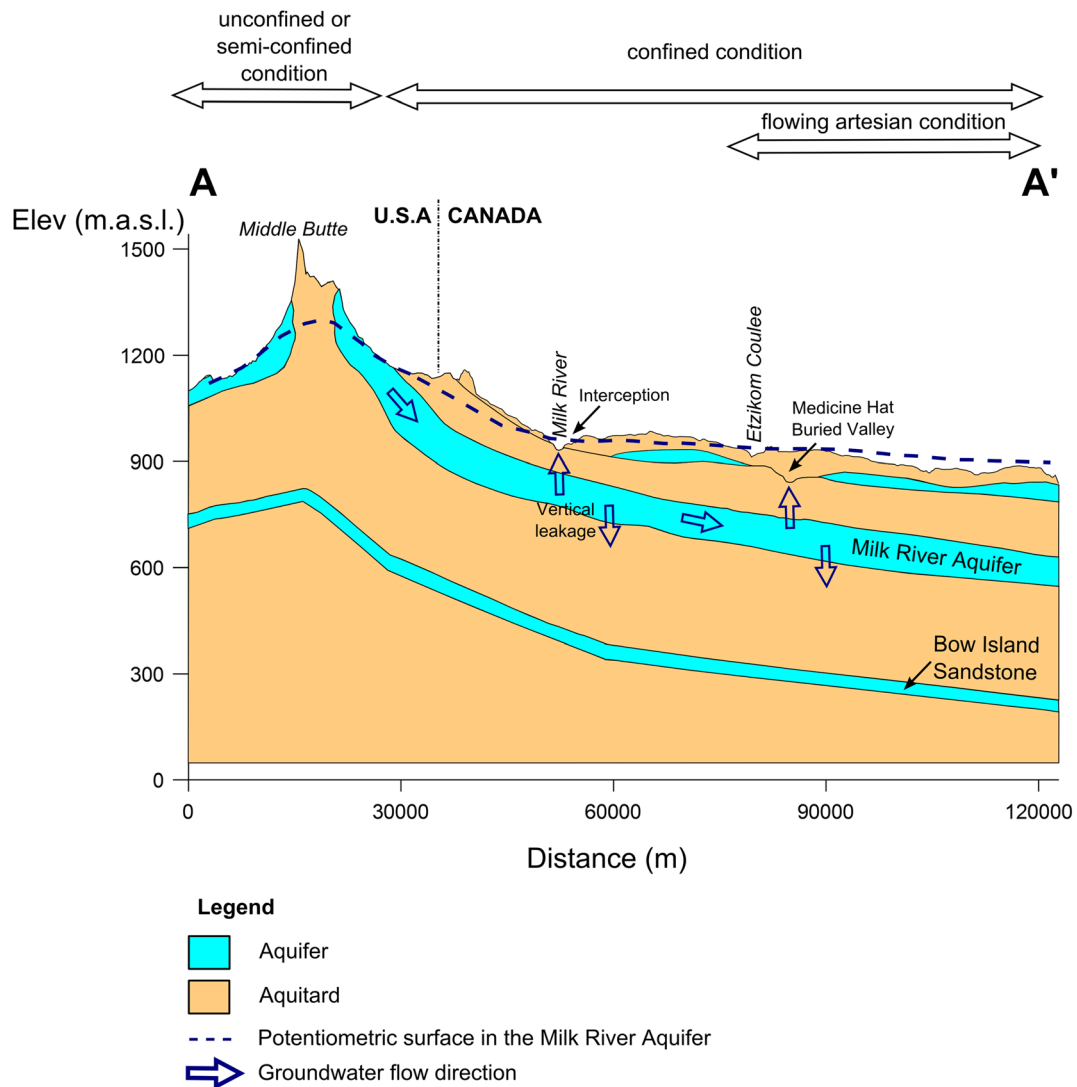 unconfined or
semi-confined
condition
confined condition
flowing artesian condition
A
A'
Elev (m.a.s.l.)
Middle Butte
U.S.A
CANADA
1500
1200
900
600
300
0
Milk River
Interception
Etzikom Coulee
Medicine Hat
Buried Valley
Vertical
leakage
Milk River Aquifer
Bow Island
Sandstone
0
30000
60000
90000
120000
Distance (m)
Legend
Aquifer
Aquitard
Potentiometric surface in the Milk River Aquifer
Groundwater flow direction